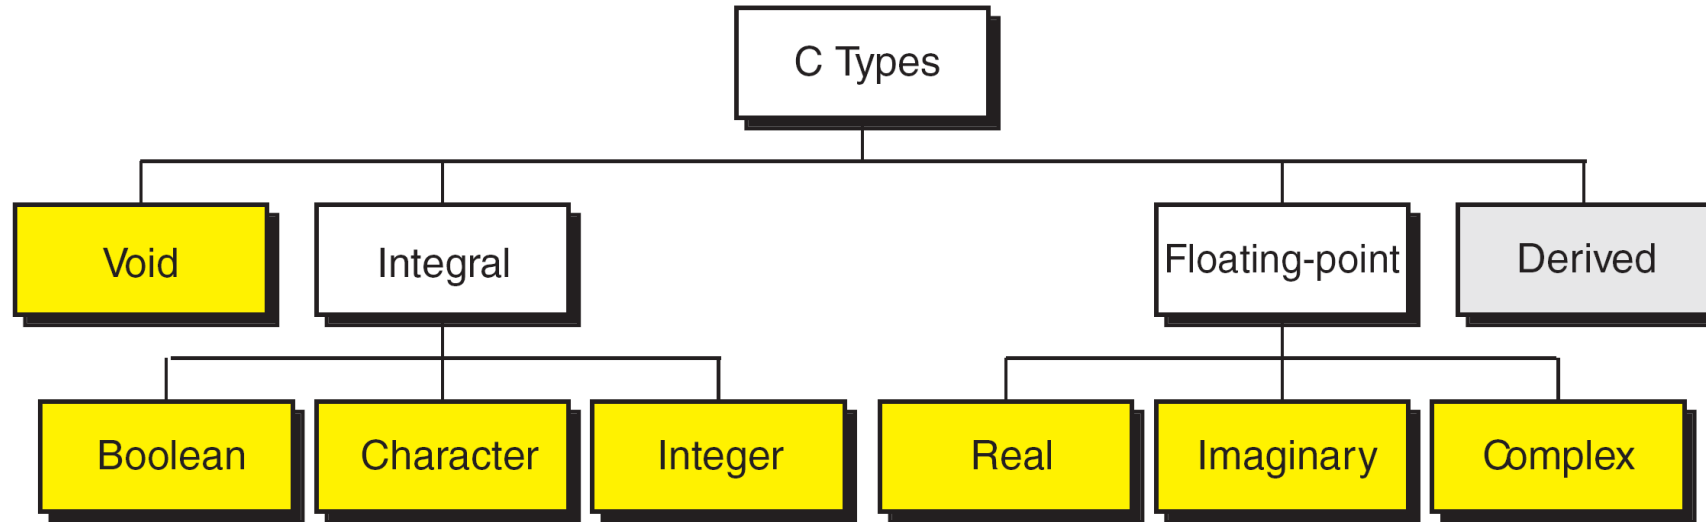 C Types
Void
Integral
Floating-point
Derived
Boolean
Character
Integer
Real
Imaginary
Complex